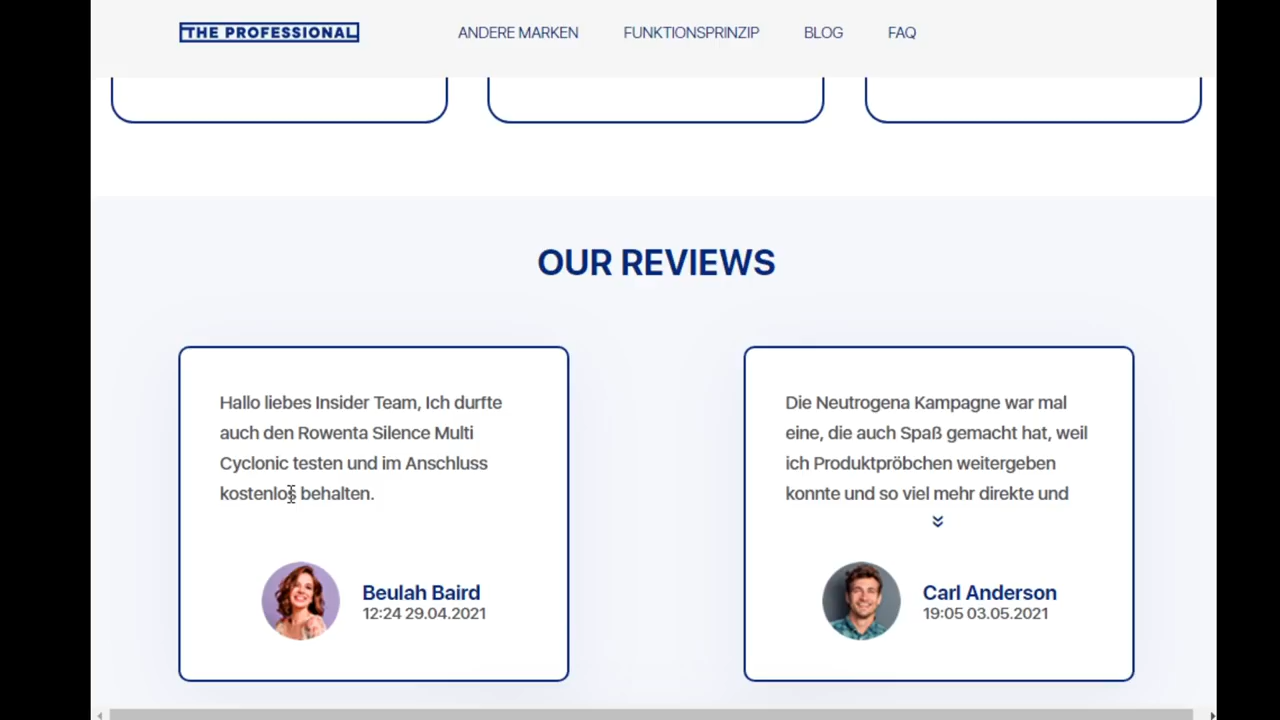 THE PROFESSIONAL
ANDERE MARKEN
FUNKTIONSPRINZIP
BLOG
FAQ
OUR REVIEWS
Hallo liebes Insider Team, Ich durfte
auch den Rowenta Silence Multi
Cyclonic testen und im Anschluss
kostenlos behalten.
Beulah Baird
12:24 29.04.2021
Die Neutrogena Kampagne war mal
eine, die auch Spaß gemacht hat, weil
ich Produktpröbchen weitergeben
konnte und so viel mehr direkte und
Carl Anderson
19:05 03.05.2021